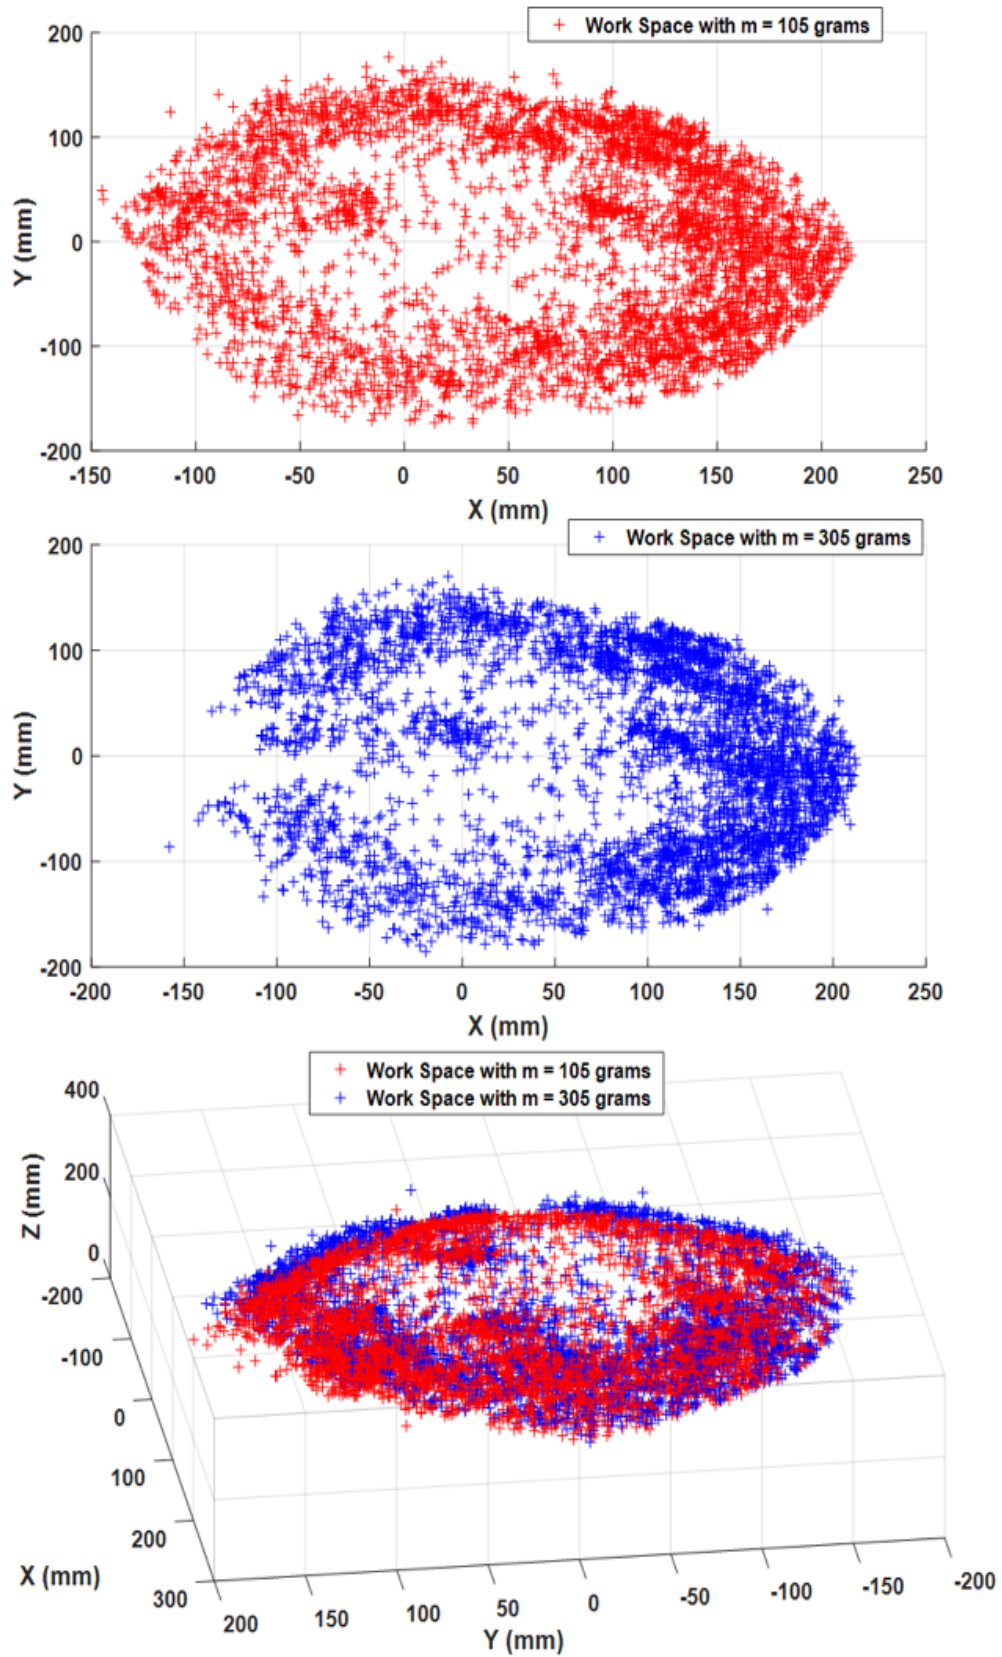 Work Space with m = 105 grams
200
100
0
-100
-200
Y (mm)
-150 -100 -50 0 50 100 150 200 250
X (mm)
Work Space with m = 305 grams
200
100
0
-100
-200
Y (mm)
-200 -150 -100 -50 0 50 100 150 200 250
X (mm)
Work Space with m = 105 grams
Work Space with m = 305 grams
400
200
0
Z (mm)
-200
-100
0
100
200
300
X (mm)
200 150 100 50 0 -50 -100 -150 -200
Y (mm)